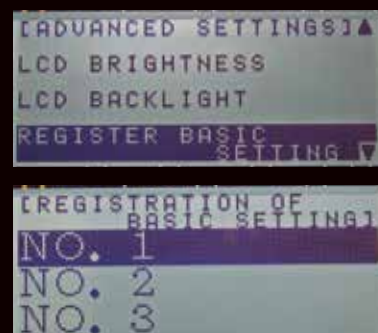 [ADVANCED SETTINGS]▲
LCD BRIGHTNESS
LCD BACKLIGHT
REGISTER BASIC
SETTING ▽
[REGISTRATION OF
BASIC SETTING]
NO. 1
NO. 2
NO. 3